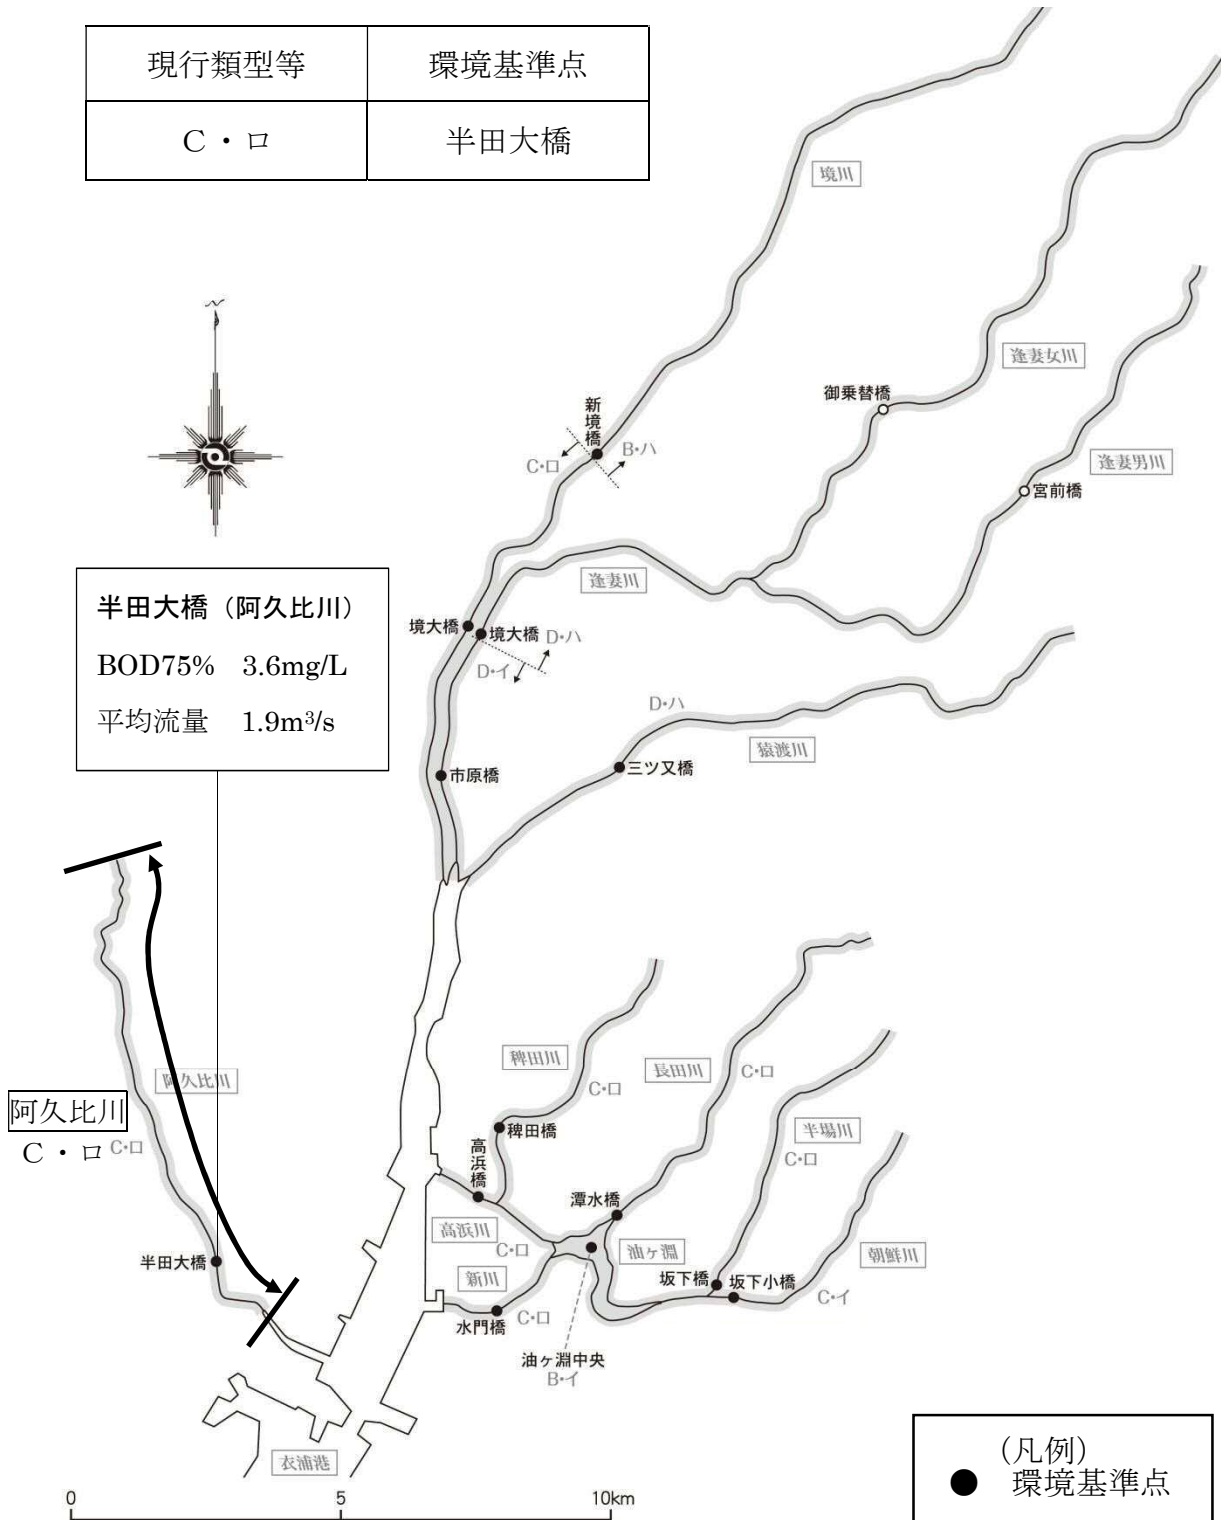 現行類型等 環境基準点
C・ロ 半田大橋
境川
逢妻女川
御乗替橋
新境橋
B・ハ
C・ロ
逢妻男川
宮前橋
半田大橋（阿久比川）
BOD75% 3.6mg/L
平均流量 1.9m³/s
逢妻川
境大橋
境大橋
D・ハ
D・イ
D・ハ
猿渡川
市原橋
三ツ又橋
阿久比川
阿久比川
C・ロ
C・ロ
稗田川
C・ロ
稗田橋
長田川
C・ロ
半場川
C・ロ
高浜橋
高浜川
C・ロ
潭水橋
油ヶ淵
朝鮮川
C・イ
半田大橋
新川
C・ロ
水門橋
坂下橋
坂下小橋
油ヶ淵中央
B・イ
衣浦港
0 5 10km
(凡例)
● 環境基準点